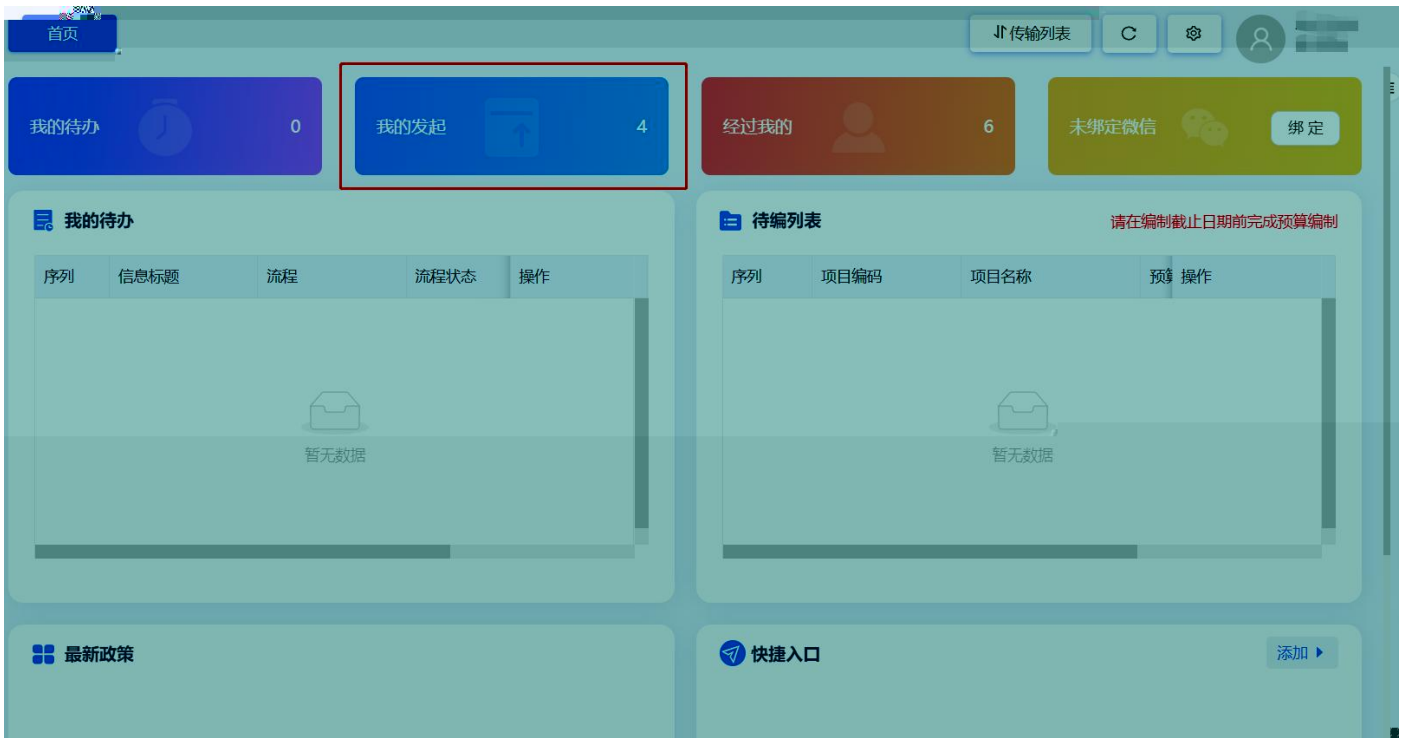 首页
传输列表
我的待办 0
我的发起 4
经过我的 6
未绑定微信 绑 定
我的待办
待编列表 请在编制截止日期前完成预算编制
序列 信息标题 流程 流程状态 操作
序列 项目编码 项目名称 操作
暂无数据
暂无数据
最新政策
快捷入口 添加